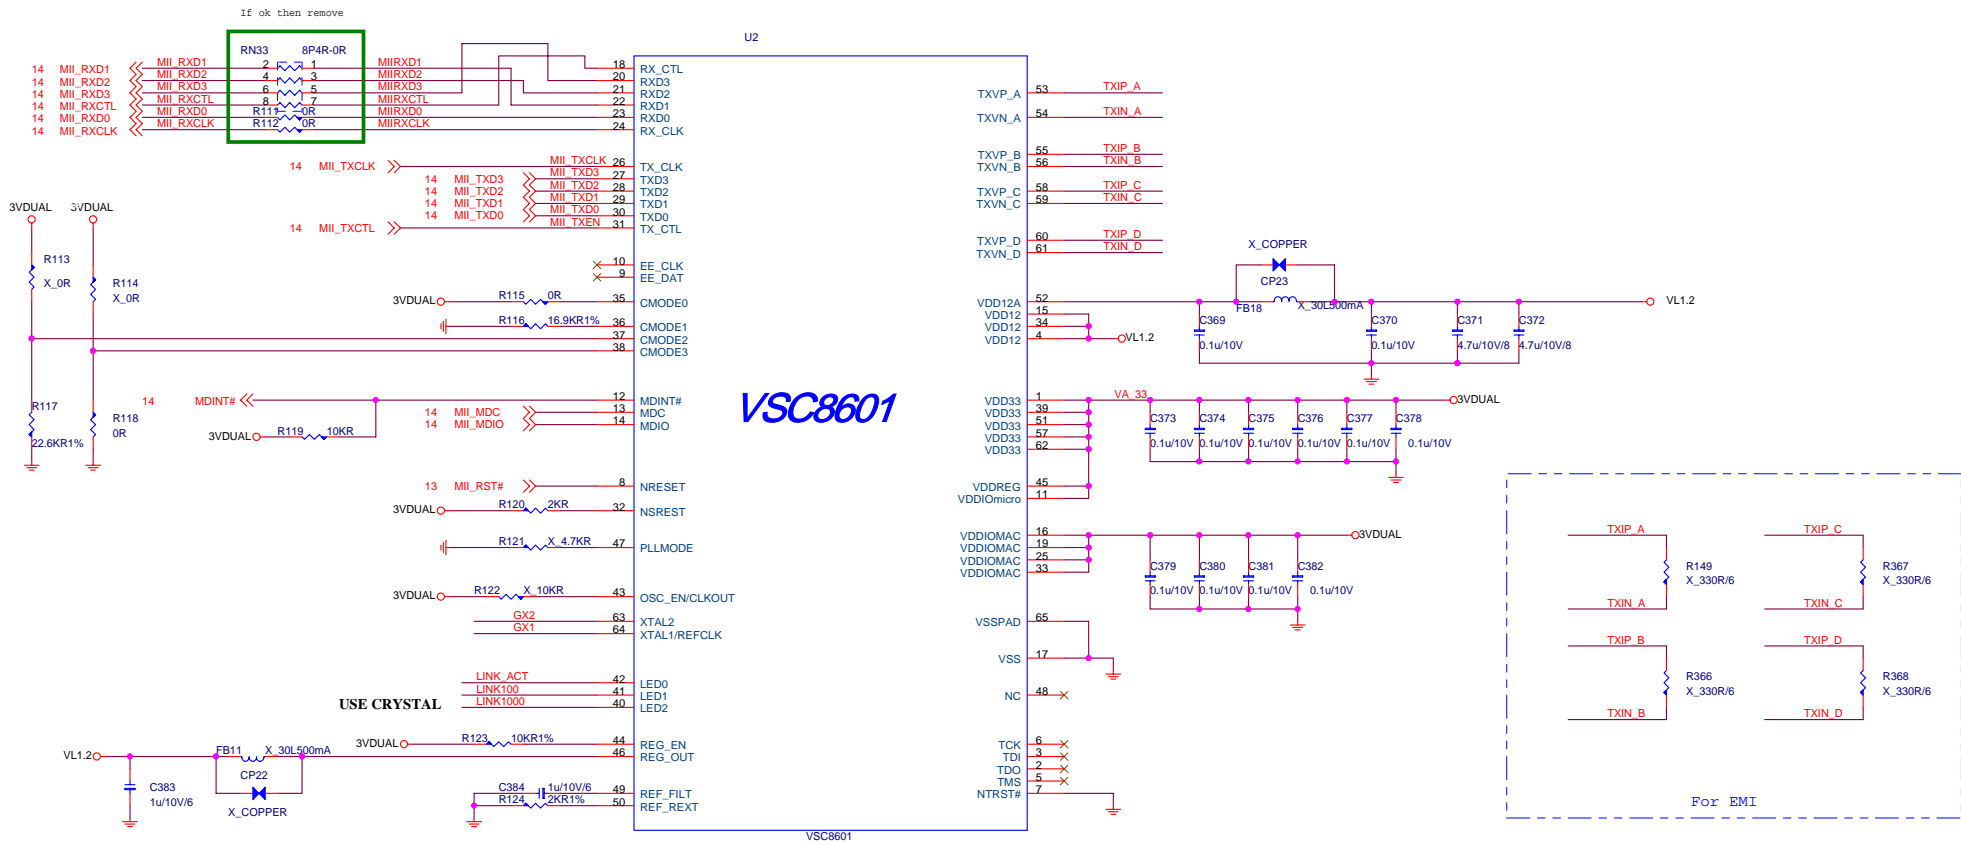 If ok then remove
RN33 8P4R-0R
14 MII_RXD1 MII_RXD1 2 1 MIIRXD1
14 MII_RXD2 MII_RXD2 4 3 MIIRXD2
14 MII_RXD3 MII_RXD3 6 5 MIIRXD3
14 MII_RXCTL MII_RXCTL 8 7 MIIRXCTL
14 MII_RXD0 MII_RXD0 R111 0R MIIRXD0
14 MII_RXCLK MII_RXCLK R112 0R MIIRXCLK
U2
18 RX_CTL
20 RXD3
21 RXD2
22 RXD1
23 RXD0
24 RX_CLK
14 MII_TXCLK MII_TXCLK 26 TX_CLK
14 MII_TXD3 MII_TXD3 27 TXD3
14 MII_TXD2 MII_TXD2 28 TXD2
14 MII_TXD1 MII_TXD1 29 TXD1
14 MII_TXD0 MII_TXD0 30 TXD0
14 MII_TXCTL MII_TXEN 31 TX_CTL
3VDUAL 3VDUAL
R113
X_0R
R114
X_0R
10 EE_CLK
9 EE_DAT
3VDUAL R115 0R 35 CMODE0
R116 16.9KR1% 36 CMODE1
37 CMODE2
38 CMODE3
R117
22.6KR1%
R118
0R
14 MDINT# 12 MDINT#
14 MII_MDC 13 MDC
14 MII_MDIO 14 MDIO
3VDUAL R119 10KR
13 MII_RST# 8 NRESET
3VDUAL R120 2KR 32 NSREST
R121 X_4.7KR 47 PLLMODE
3VDUAL R122 X_10KR 43 OSC_EN/CLKOUT
GX2 63 XTAL2
GX1 64 XTAL1/REFCLK
LINK_ACT 42 LED0
LINK100 41 LED1
LINK1000 40 LED2
USE CRYSTAL
3VDUAL R123 10KR1% 44 REG_EN
VL1.2 FB11 X_30L500mA 46 REG_OUT
CP22
X_COPPER
C383
1u/10V/6
C384 1u/10V/6 49 REF_FILT
R124 2KR1% 50 REF_REXT
VSC8601
VSC8601
TXVP_A 53 TXIP_A
TXVN_A 54 TXIN_A
TXVP_B 55 TXIP_B
TXVN_B 56 TXIN_B
TXVP_C 58 TXIP_C
TXVN_C 59 TXIN_C
TXVP_D 60 TXIP_D
TXVN_D 61 TXIN_D
X_COPPER
CP23
FB18 X_30L500mA
VDD12A 52 VL1.2
VDD12 15
VDD12 34
VDD12 4 VL1.2
C369
0.1u/10V
C370
0.1u/10V
C371
4.7u/10V/8
C372
4.7u/10V/8
VDD33 1 VA_33 3VDUAL
VDD33 39
VDD33 51
VDD33 57
VDD33 62
C373 C374 C375 C376 C377 C378
0.1u/10V 0.1u/10V 0.1u/10V 0.1u/10V 0.1u/10V 0.1u/10V
VDDREG 45
VDDIOmicro 11
VDDIOMAC 16 3VDUAL
VDDIOMAC 19
VDDIOMAC 25
VDDIOMAC 33
C379 C380 C381 C382
0.1u/10V 0.1u/10V 0.1u/10V 0.1u/10V
VSSPAD 65
VSS 17
NC 48
TCK 6
TDI 3
TDO 2
TMS 5
NTRST# 7
TXIP_A TXIP_C
R149
X_330R/6
R367
X_330R/6
TXIN_A TXIN_C
TXIP_B TXIP_D
R366
X_330R/6
R368
X_330R/6
TXIN_B TXIN_D
For EMI